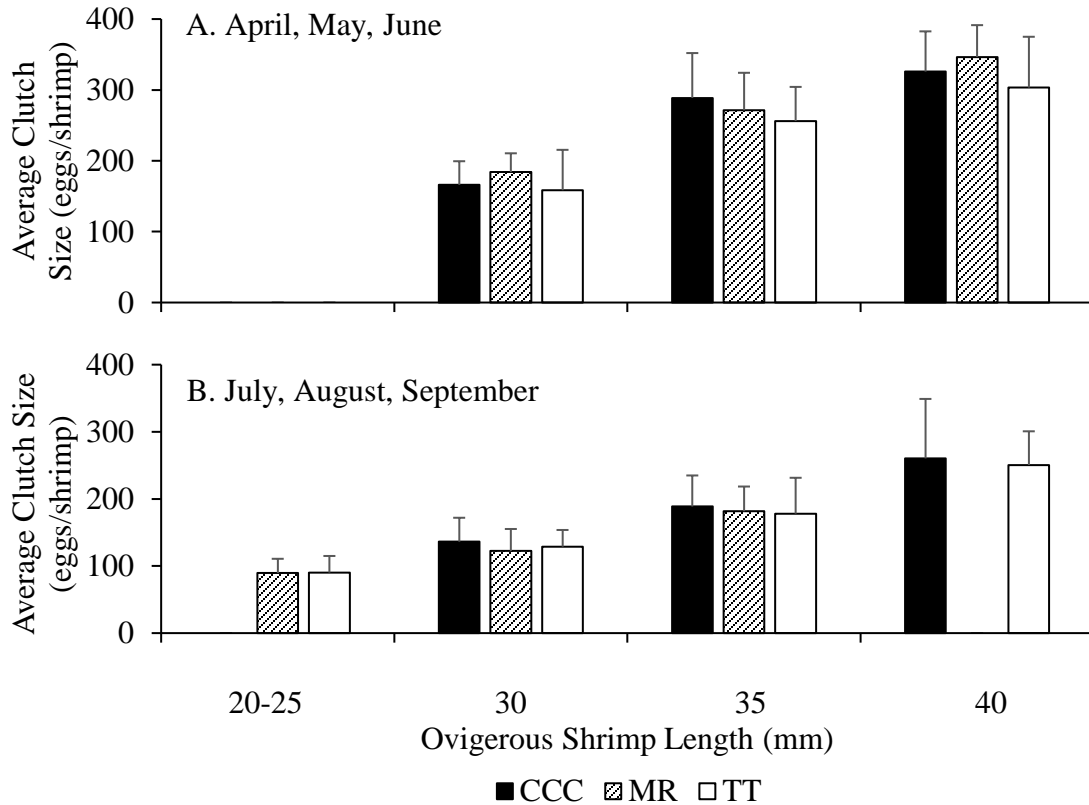 A. April, May, June
Average Clutch
Size (eggs/shrimp)
400
300
200
100
0
B. July, August, September
Average Clutch Size
(eggs/shrimp)
400
300
200
100
0
20-25 30 35 40
Ovigerous Shrimp Length (mm)
CCC MR TT